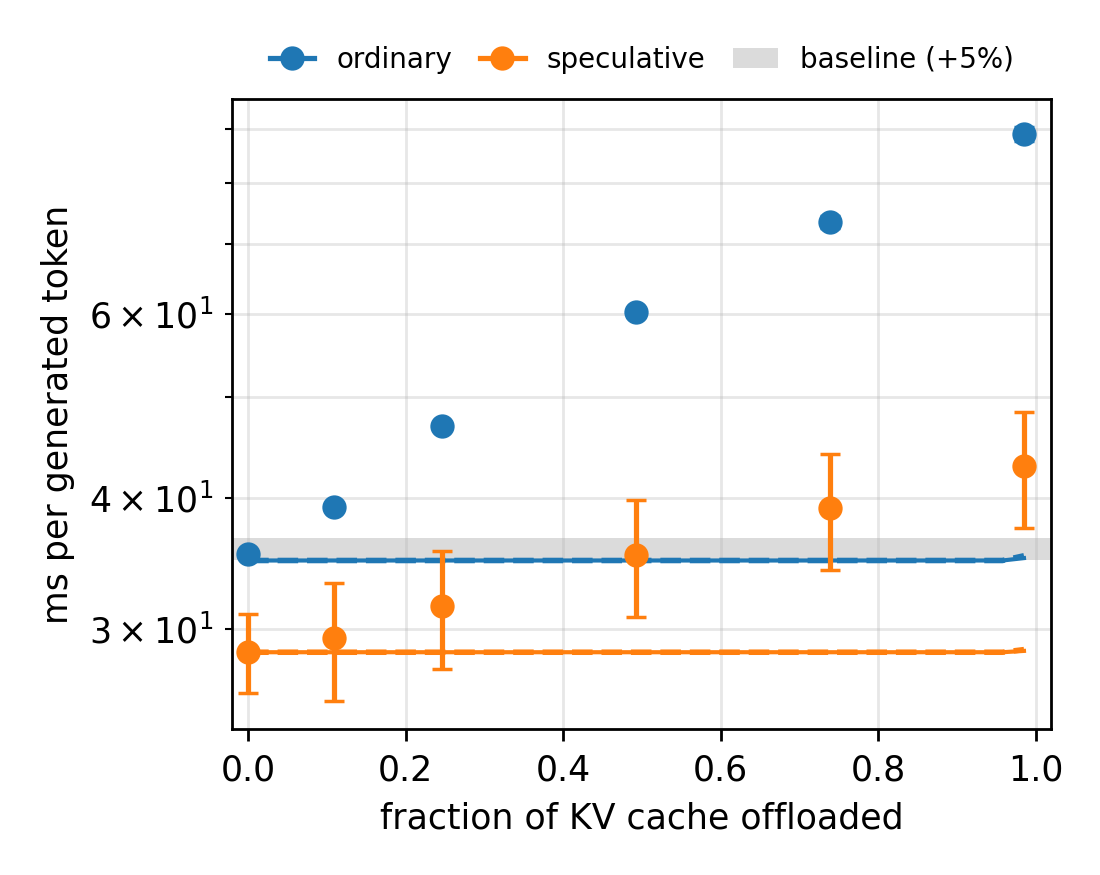 ordinary speculative baseline (+5%)
ms per generated token
6 × 10¹
4 × 10¹
3 × 10¹
0.0 0.2 0.4 0.6 0.8 1.0
fraction of KV cache offloaded